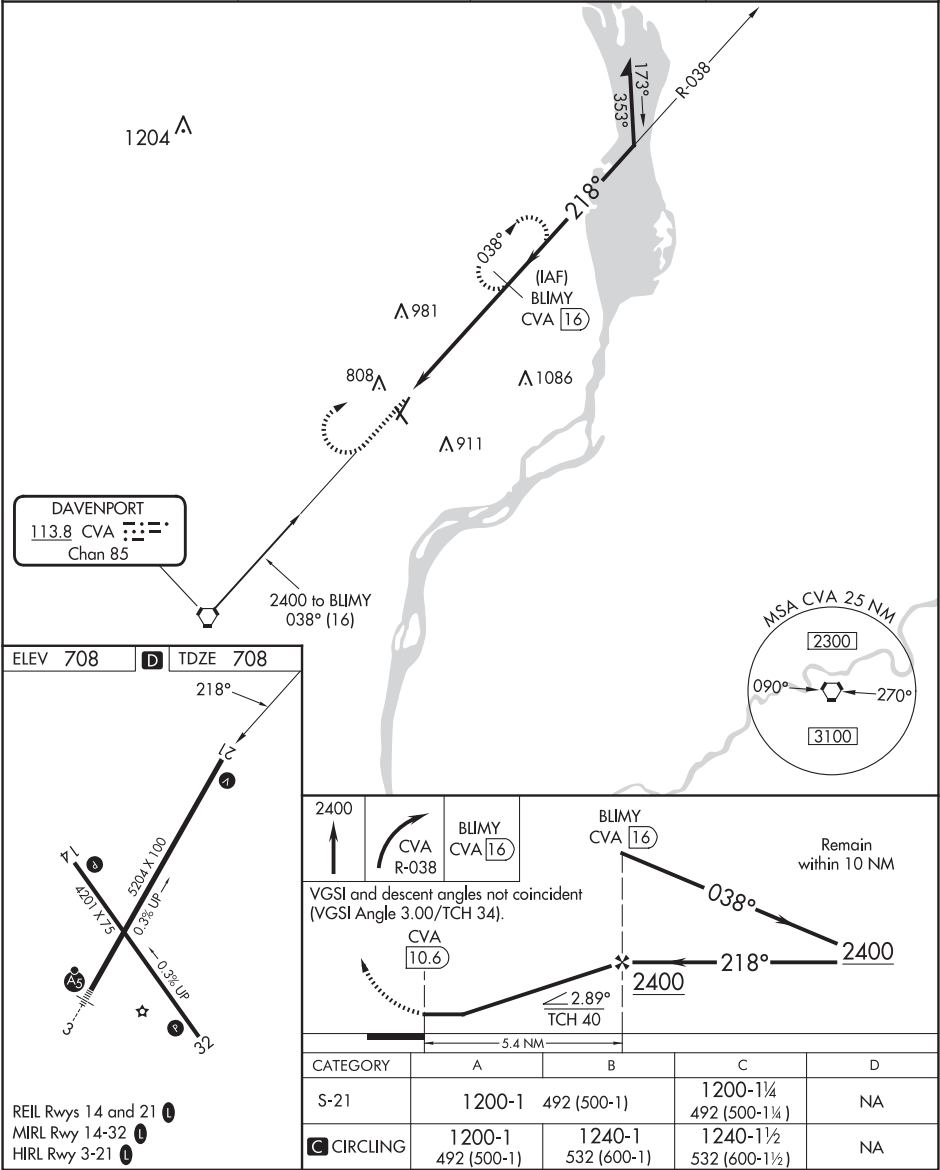 1204
173°
353°
R-038
218°
038°
(IAF)
BLIMY
CVA 16
981
808
1086
911
DAVENPORT
113.8 CVA
Chan 85
2400 to BLIMY
038° (16)
MSA CVA 25 NM
2300
090°
270°
3100
ELEV 708 D TDZE 708
218°
21
V
14
P
5204 X 100
4201 X 75
0.3% UP
0.3% UP
A5
3
P
32
REIL Rwys 14 and 21 L
MIRL Rwy 14-32 L
HIRL Rwy 3-21 L
2400
CVA
R-038
BLIMY
CVA 16
VGSI and descent angles not coincident
(VGSI Angle 3.00/TCH 34).
BLIMY
CVA 16
Remain
within 10 NM
038°
2400
218°
2400
CVA
10.6
2.89°
TCH 40
5.4 NM
CATEGORY A B C D
S-21 1200-1 492 (500-1) 1200-1¼ 492 (500-1¼) NA
C CIRCLING 1200-1 492 (500-1) 1240-1 532 (600-1) 1240-1½ 532 (600-1½) NA